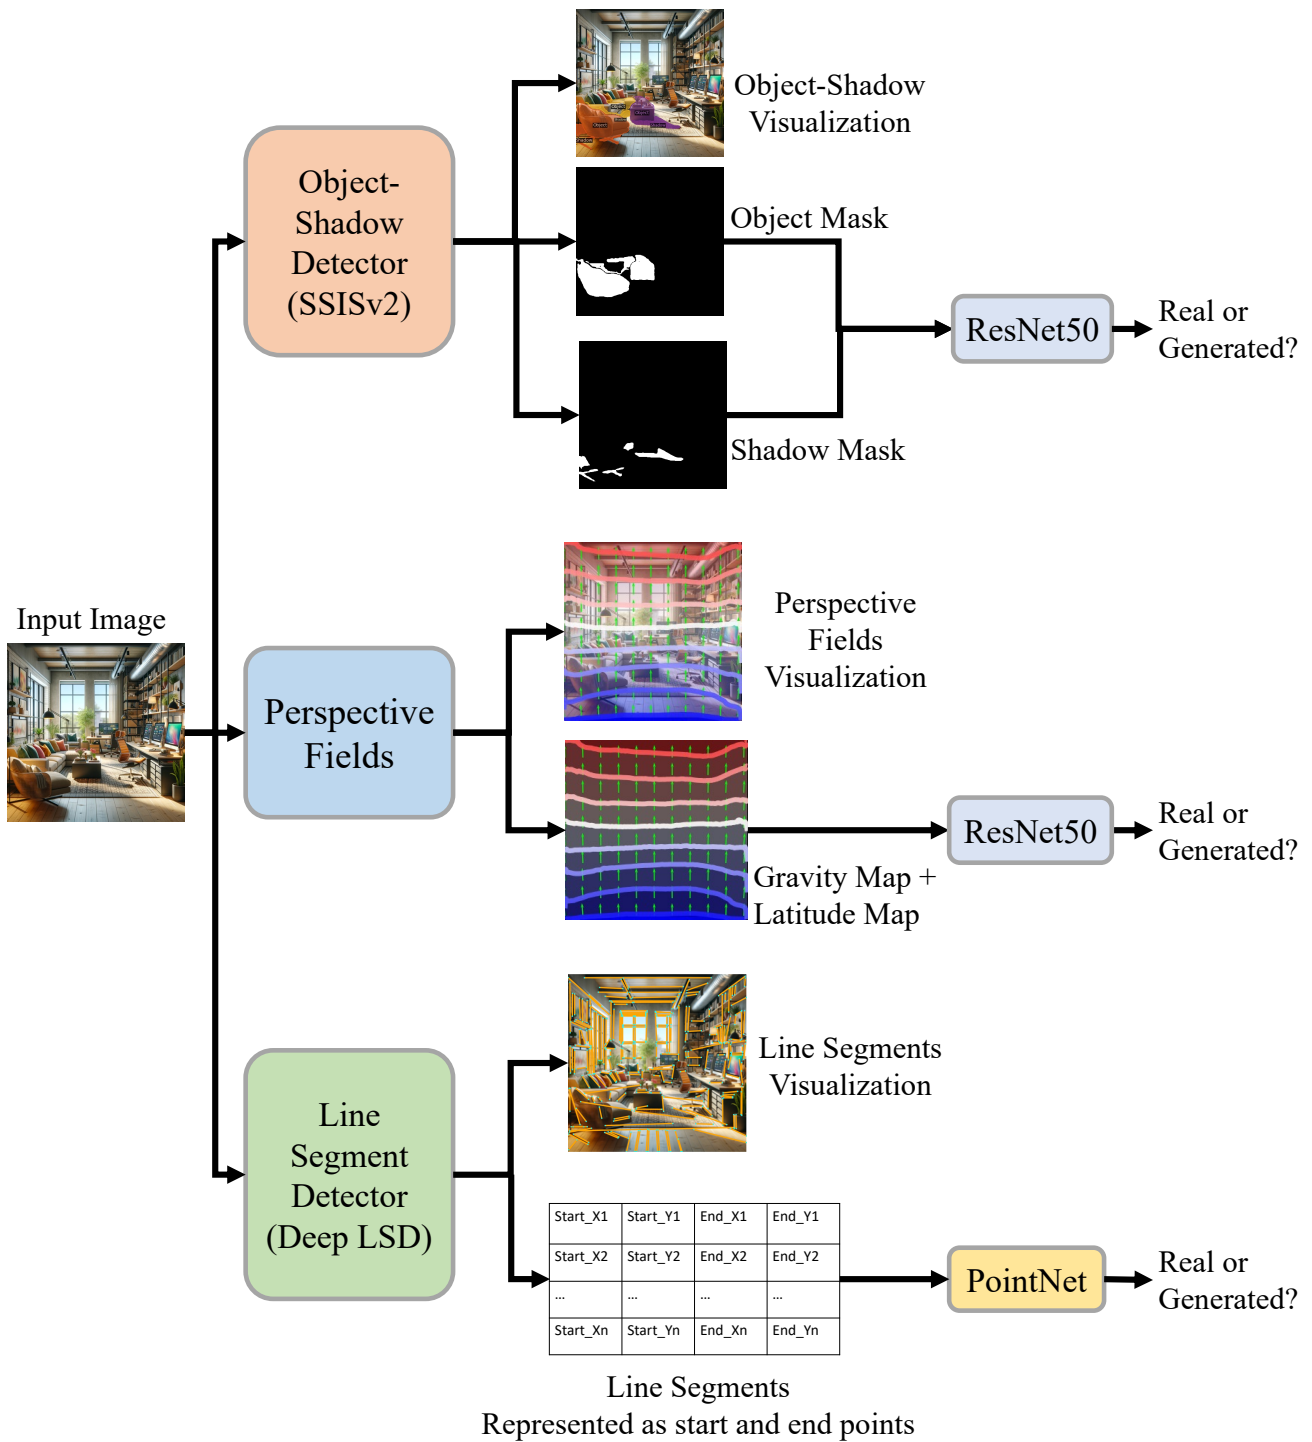 Object-Shadow
Visualization
Object-
Shadow
Detector
(SSISv2)
Object Mask
ResNet50
Real or
Generated?
Shadow Mask
Input Image
Perspective
Fields
Perspective
Fields
Visualization
Gravity Map +
Latitude Map
ResNet50
Real or
Generated?
Line
Segment
Detector
(Deep LSD)
Line Segments
Visualization
Start_X1 Start_Y1 End_X1 End_Y1
Start_X2 Start_Y2 End_X2 End_Y2
... ... ... ...
Start_Xn Start_Yn End_Xn End_Yn
PointNet
Real or
Generated?
Line Segments
Represented as start and end points